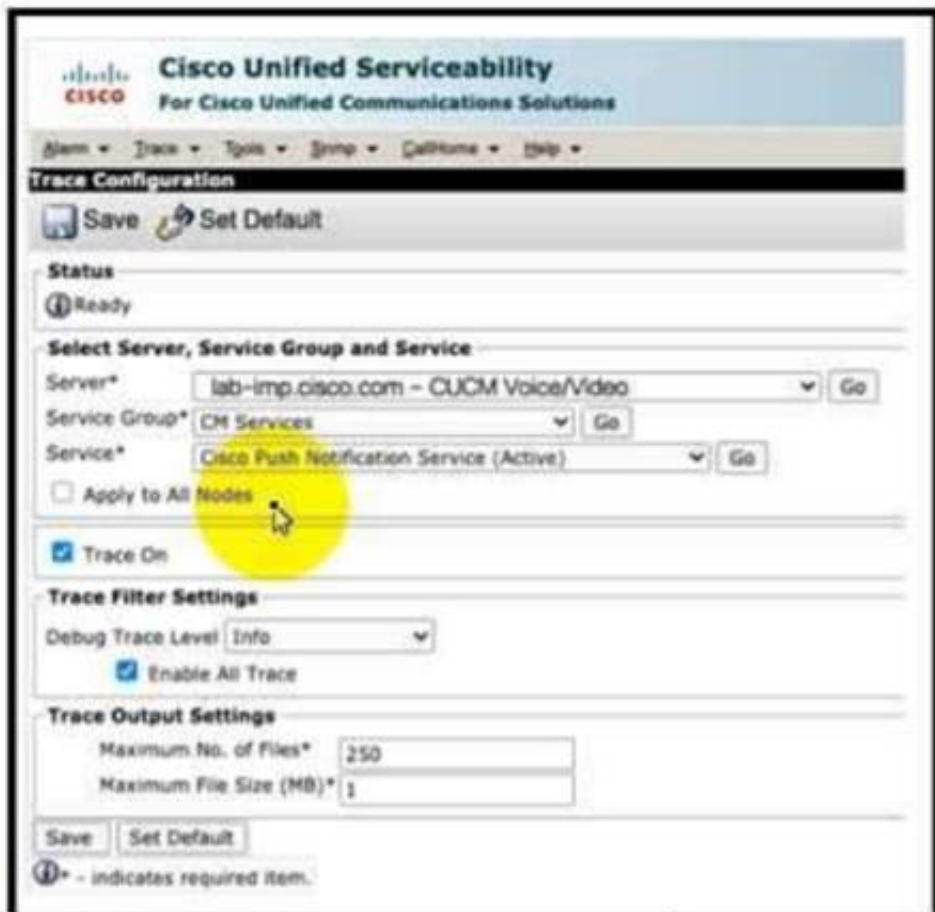 CISCO
Cisco Unified Serviceability
For Cisco Unified Communications Solutions
Alarm Trace Tools Snmp CallHome Help
Trace Configuration
Save Set Default
Status
Ready
Select Server, Service Group and Service
Server* lab-imp.cisco.com - CUCM Voice/Video Go
Service Group* CM Services Go
Service* Cisco Push Notification Service (Active) Go
Apply to All Nodes
Trace On
Trace Filter Settings
Debug Trace Level Info
Enable All Trace
Trace Output Settings
Maximum No. of Files* 250
Maximum File Size (MB)* 1
Save Set Default
* - indicates required item.